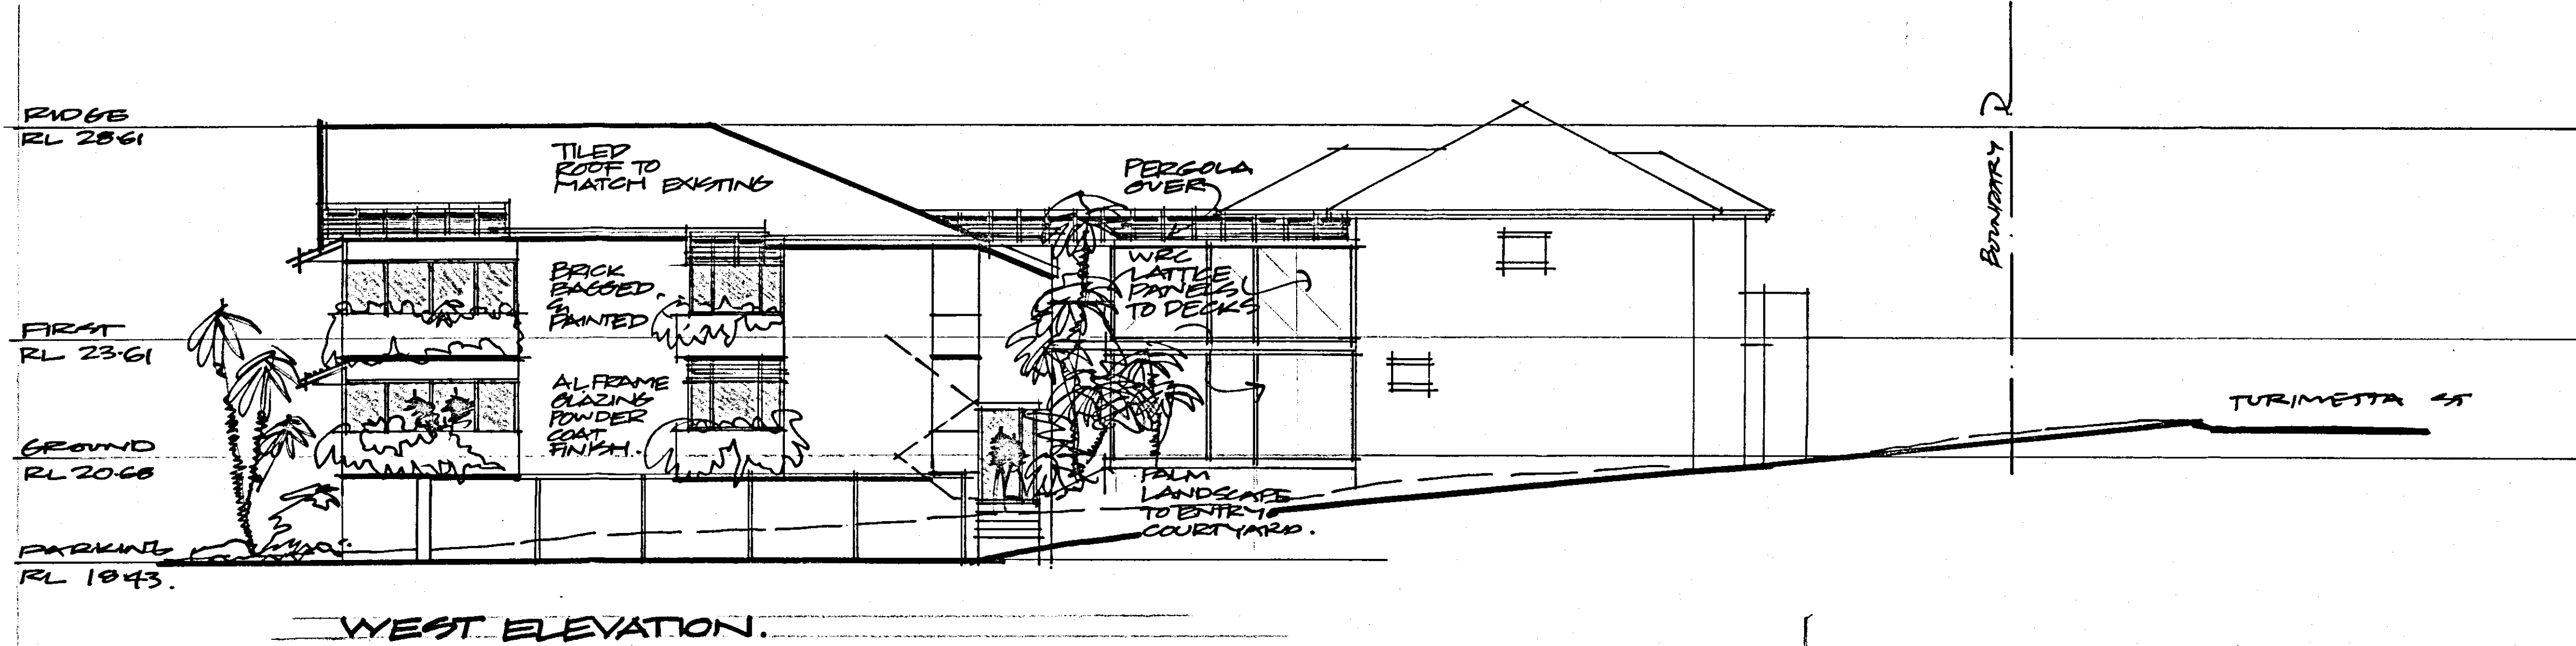 RIDGE
RL 28·61
TILED
ROOF TO
MATCH EXISTING
PERGOLA
OVER
BOUNDARY
BRICK
BAGGED
&
PAINTED
WRC
LATTICE
PANELS
TO DECKS
FIRST
RL 23·61
AL FRAME
GLAZING
POWDER
COAT
FINISH.
TURIMETTA ST
GROUND
RL 20·68
PALM
LANDSCAPE
TO ENTRY
COURTYARD.
PARKING
RL 18·43.
WEST ELEVATION.